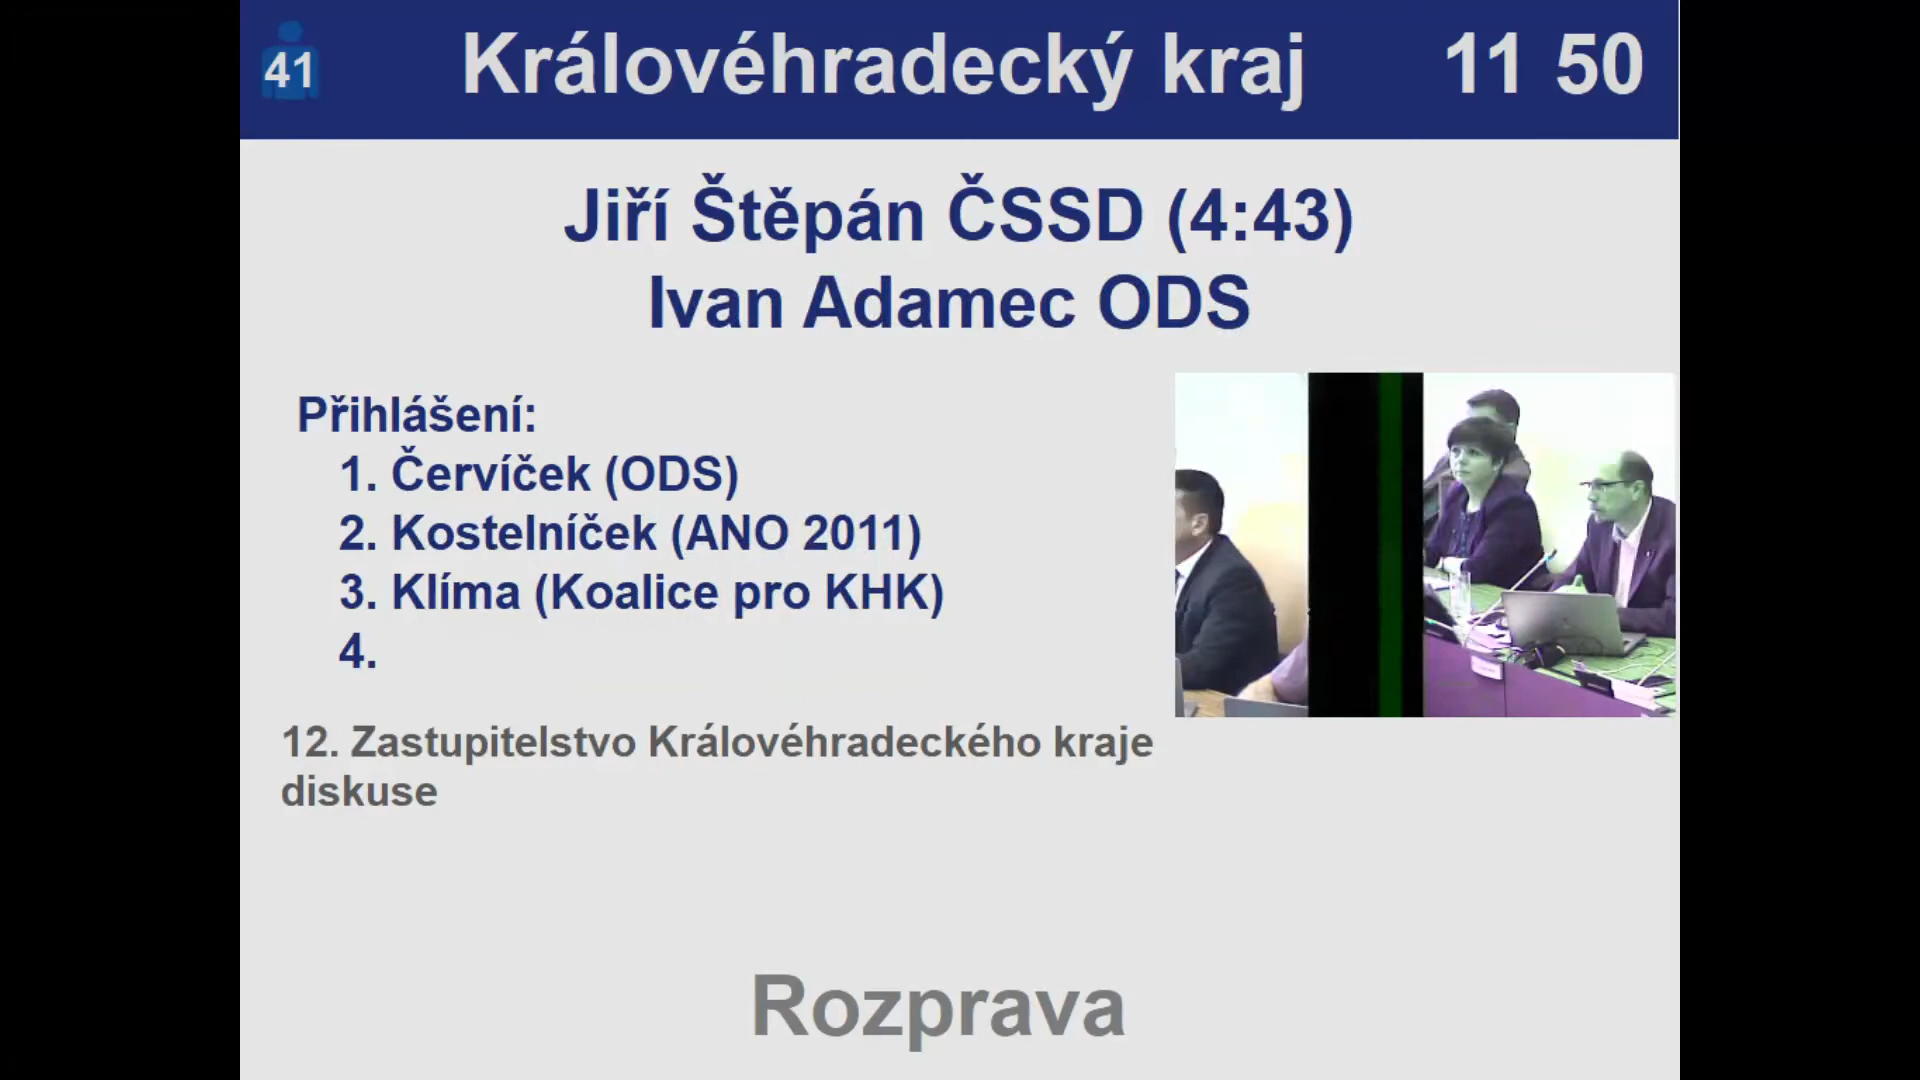 41
Královéhradecký kraj
11 50
Jiří Štěpán ČSSD (4:43)
Ivan Adamec ODS
Přihlášení:
1. Červíček (ODS)
2. Kostelníček (ANO 2011)
3. Klíma (Koalice pro KHK)
4.
12. Zastupitelstvo Královéhradeckého kraje
diskuse
Rozprava